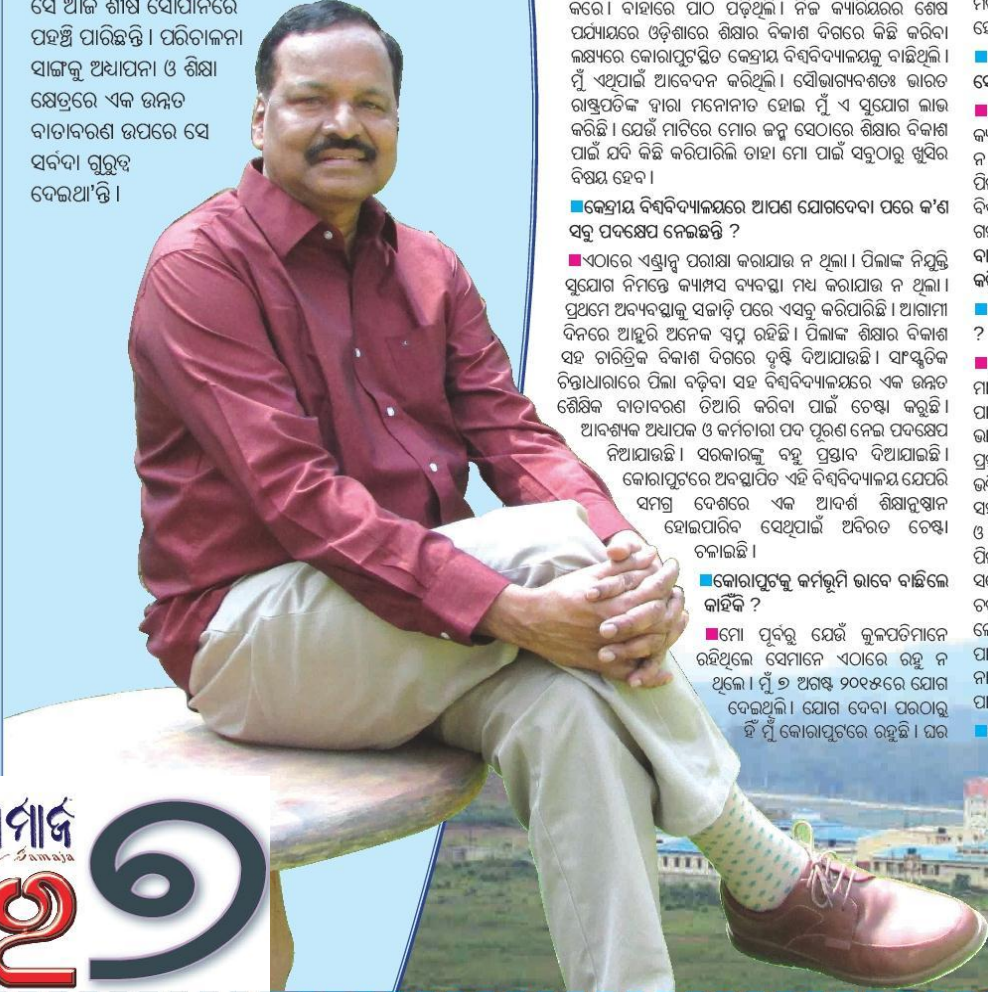 ସେ ଆଜି ଶୀର୍ଷ ସୋପାନରେ
ପହଞ୍ଚି ପାରିଛନ୍ତି । ପରିଚାଳନା
ସାଙ୍ଗକୁ ଅଧ୍ୟାପନା ଓ ଶିକ୍ଷା
କ୍ଷେତ୍ରରେ ଏକ ଉନ୍ନତ
ବାତାବରଣ ଉପରେ ସେ
ସର୍ବଦା ଗୁରୁତ୍ୱ
ଦେଇଥା'ନ୍ତି ।
କରେ । ବାହାରେ ପାଠ ପଢ଼ିଥିଲି । ନିଜ କ୍ୟାରିୟରର ଶେଷ
ପର୍ଯ୍ୟାୟରେ ଓଡ଼ିଶାରେ ଶିକ୍ଷାର ବିକାଶ ଦିଗରେ କିଛି କରିବା
ଲକ୍ଷ୍ୟରେ କୋରାପୁଟସ୍ଥିତ କେନ୍ଦ୍ରୀୟ ବିଶ୍ୱବିଦ୍ୟାଳୟକୁ ବାଛିଥିଲି ।
ମୁଁ ଏଥିପାଇଁ ଆବେଦନ କରିଥିଲି । ସୌଭାଗ୍ୟବଶତଃ ଭାରତ
ରାଷ୍ଟ୍ରପତିଙ୍କ ଦ୍ୱାରା ମନୋନୀତ ହୋଇ ମୁଁ ଏ ସୁଯୋଗ ଲାଭ
କରିଛି । ଯେଉଁ ମାଟିରେ ମୋର ଜନ୍ମ ସେଠାରେ ଶିକ୍ଷାର ବିକାଶ
ପାଇଁ ଯଦି କିଛି କରିପାରିଲି ତାହା ମୋ ପାଇଁ ସବୁଠାରୁ ଖୁସିର
ବିଷୟ ହେବ ।
■କେନ୍ଦ୍ରୀୟ ବିଶ୍ୱବିଦ୍ୟାଳୟରେ ଆପଣ ଯୋଗଦେବା ପରେ କ'ଣ
ସବୁ ପଦକ୍ଷେପ ନେଇଛନ୍ତି ?
■ଏଠାରେ ଏଣ୍ଟ୍ରାନ୍ସ ପରୀକ୍ଷା କରାଯାଉ ନ ଥିଲା । ପିଲାଙ୍କ ନିଯୁକ୍ତି
ସୁଯୋଗ ନିମନ୍ତେ କ୍ୟାମ୍ପସ ବ୍ୟବସ୍ଥା ମଧ୍ୟ କରାଯାଉ ନ ଥିଲା ।
ପ୍ରଥମେ ଅବ୍ୟବସ୍ଥାକୁ ସଜାଡ଼ି ପରେ ଏସବୁ କରିପାରିଛି । ଆଗାମୀ
ଦିନରେ ଆହୁରି ଅନେକ ସ୍ୱପ୍ନ ରହିଛି । ପିଲାଙ୍କ ଶିକ୍ଷାର ବିକାଶ
ସହ ଚାରିତ୍ରିକ ବିକାଶ ଦିଗରେ ଦୃଷ୍ଟି ଦିଆଯାଉଛି । ସାଂସ୍କୃତିକ
ଚିନ୍ତାଧାରାରେ ପିଲା ବଢ଼ିବା ସହ ବିଶ୍ୱବିଦ୍ୟାଳୟରେ ଏକ ଉନ୍ନତ
ଶୈକ୍ଷିକ ବାତାବରଣ ତିଆରି କରିବା ପାଇଁ ଚେଷ୍ଟା କରୁଛି ।
ଆବଶ୍ୟକ ଅଧ୍ୟାପକ ଓ କର୍ମଚାରୀ ପଦ ପୂରଣ ନେଇ ପଦକ୍ଷେପ
ନିଆଯାଉଛି । ସରକାରଙ୍କୁ ବହୁ ପ୍ରସ୍ତାବ ଦିଆଯାଇଛି ।
କୋରାପୁଟରେ ଅବସ୍ଥାପିତ ଏହି ବିଶ୍ୱବିଦ୍ୟାଳୟ ଯେପରି
ସମଗ୍ର ଦେଶରେ ଏକ ଆଦର୍ଶ ଶିକ୍ଷାନୁଷ୍ଠାନ
ହୋଇପାରିବ ସେଥିପାଇଁ ଅବିରତ ଚେଷ୍ଟା
ଚଳାଇଛି ।
■କୋରାପୁଟକୁ କର୍ମଭୂମି ଭାବେ ବାଛିଲେ
କାହିଁକି ?
■ମୋ ପୂର୍ବରୁ ଯେଉଁ କୁଳପତିମାନେ
ରହିଥିଲେ ସେମାନେ ଏଠାରେ ରହୁ ନ
ଥିଲେ । ମୁଁ ୭ ଅଗଷ୍ଟ ୨୦୧୫ରେ ଯୋଗ
ଦେଇଥିଲି । ଯୋଗ ଦେବା ପରଠାରୁ
ହିଁ ମୁଁ କୋରାପୁଟରେ ରହୁଛି । ଘର